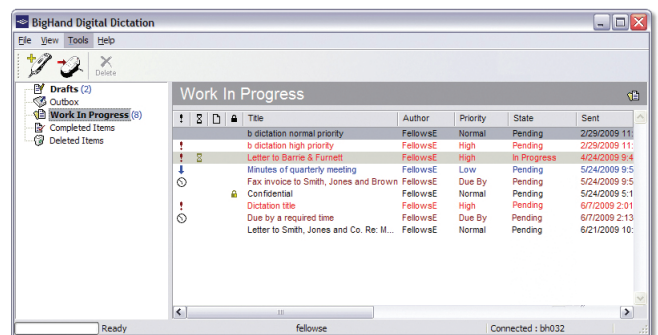 BigHand Digital Dictation
File View Tools Help
Delete
Drafts (2)
Outbox
Work In Progress (8)
Completed Items
Deleted Items
Work In Progress
Title Author Priority State Sent
b dictation normal priority FellowsE Normal Pending 2/29/2009 11:
b dictation high priority FellowsE High Pending 2/29/2009 11:
Letter to Barrie & Furnett FellowsE High In Progress 4/24/2009 9:4
Minutes of quarterly meeting FellowsE Low Pending 5/24/2009 9:5
Fax invoice to Smith, Jones and Brown FellowsE Due By Pending 5/24/2009 9:5
Confidential FellowsE Normal Pending 5/24/2009 5:1
Dictation title FellowsE High Pending 6/7/2009 2:01
Due by a required time FellowsE Due By Pending 6/7/2009 2:13
Letter to Smith, Jones and Co. Re: M... FellowsE Normal Pending 6/21/2009 10:
Ready fellowse Connected : bh032